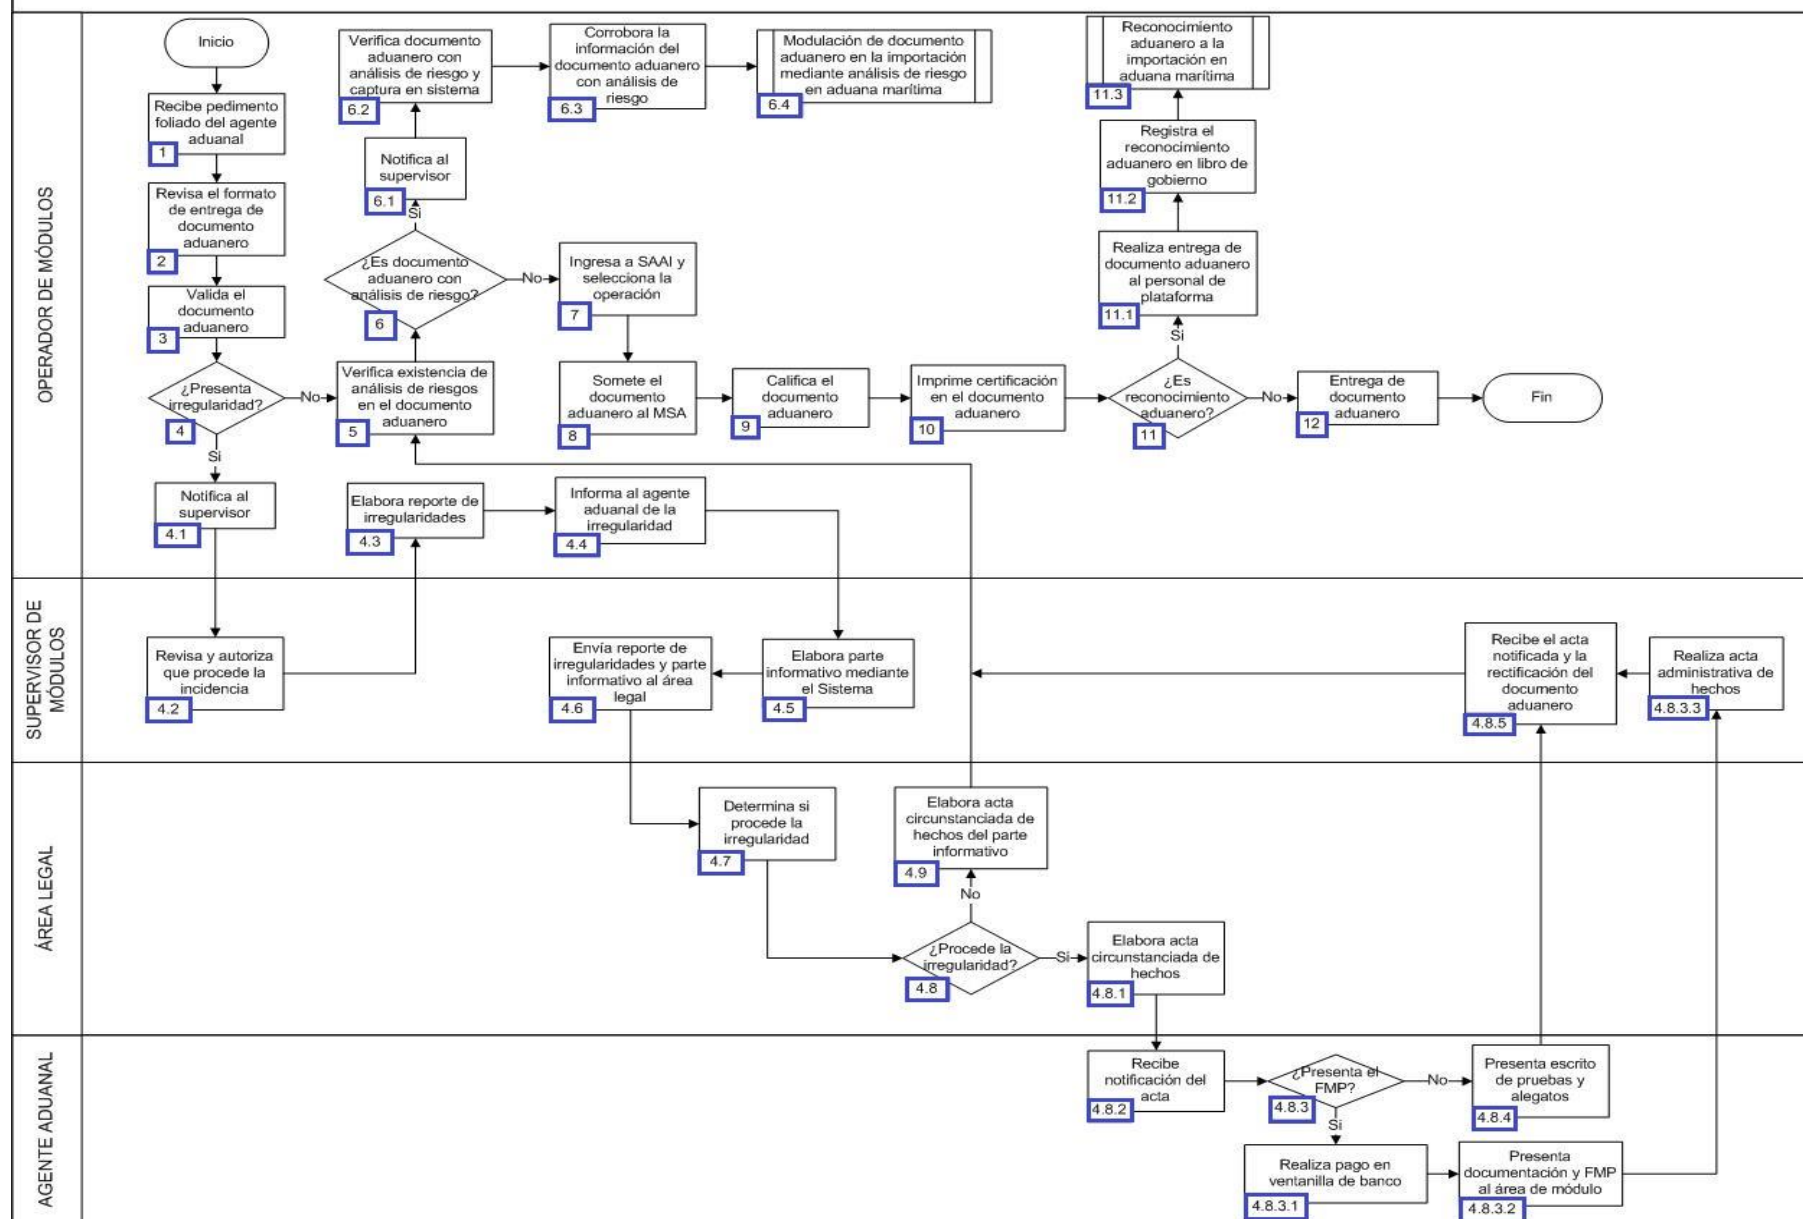 OPERADOR DE MÓDULOS
Inicio
Recibe pedimento
foliado del agente
aduanal
1
Revisa el formato
de entrega de
documento
aduanero
2
Valida el
documento
aduanero
3
¿Presenta
irregularidad?
4
No
Si
Notifica al
supervisor
4.1
Verifica documento
aduanero con
análisis de riesgo y
captura en sistema
6.2
Corrobora la
información del
documento aduanero
con análisis de
riesgo
6.3
Modulación de documento
aduanero en la importación
mediante análisis de riesgo
en aduana marítima
6.4
Notifica al
supervisor
6.1
Si
¿Es documento
aduanero con
análisis de riesgo?
6
No
Ingresa a SAAI y
selecciona la
operación
7
Verifica existencia de
análisis de riesgos
en el documento
aduanero
5
Somete el
documento
aduanero al MSA
8
Califica el
documento
aduanero
9
Imprime certificación
en el documento
aduanero
10
Reconocimiento
aduanero a la
importación en
aduana marítima
11.3
Registra el
reconocimiento
aduanero en libro de
gobierno
11.2
Realiza entrega de
documento aduanero
al personal de
plataforma
11.1
Si
¿Es
reconocimiento
aduanero?
11
No
Entrega de
documento
aduanero
12
Fin
Elabora reporte de
irregularidades
4.3
Informa al agente
aduanal de la
irregularidad
4.4
SUPERVISOR DE
MÓDULOS
Revisa y autoriza
que procede la
incidencia
4.2
Envía reporte de
irregularidades y parte
informativo al área
legal
4.6
Elabora parte
informativo mediante
el Sistema
4.5
Recibe el acta
notificada y la
rectificación del
documento
aduanero
4.8.5
Realiza acta
administrativa de
hechos
4.8.3.3
ÁREA LEGAL
Determina si
procede la
irregularidad
4.7
Elabora acta
circunstanciada de
hechos del parte
informativo
4.9
No
¿Procede la
irregularidad?
4.8
Si
Elabora acta
circunstanciada de
hechos
4.8.1
AGENTE ADUANAL
Recibe
notificación del
acta
4.8.2
¿Presenta el
FMP?
4.8.3
No
Si
Presenta escrito
de pruebas y
alegatos
4.8.4
Realiza pago en
ventanilla de banco
4.8.3.1
Presenta
documentación y FMP
al área de módulo
4.8.3.2